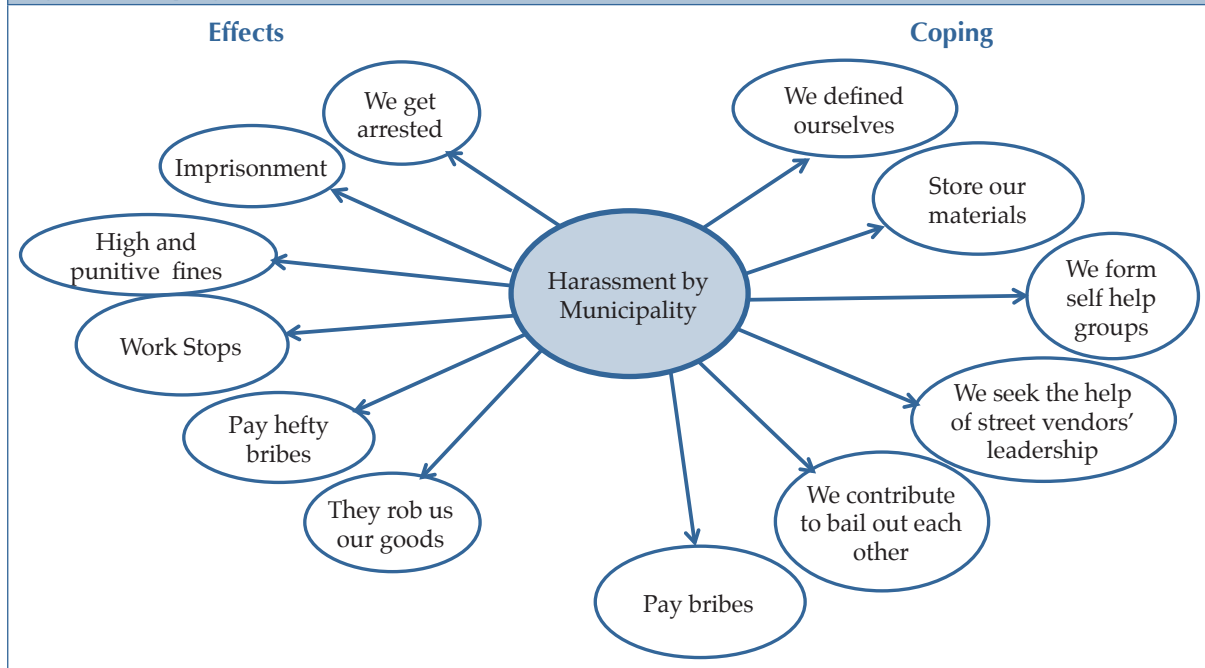 Effects
Coping
We get
arrested
Imprisonment
High and
punitive fines
Work Stops
Pay hefty
bribes
They rob us
our goods
Harassment by
Municipality
We defined
ourselves
Store our
materials
We form
self help
groups
We seek the help
of street vendors'
leadership
We contribute
to bail out each
other
Pay bribes